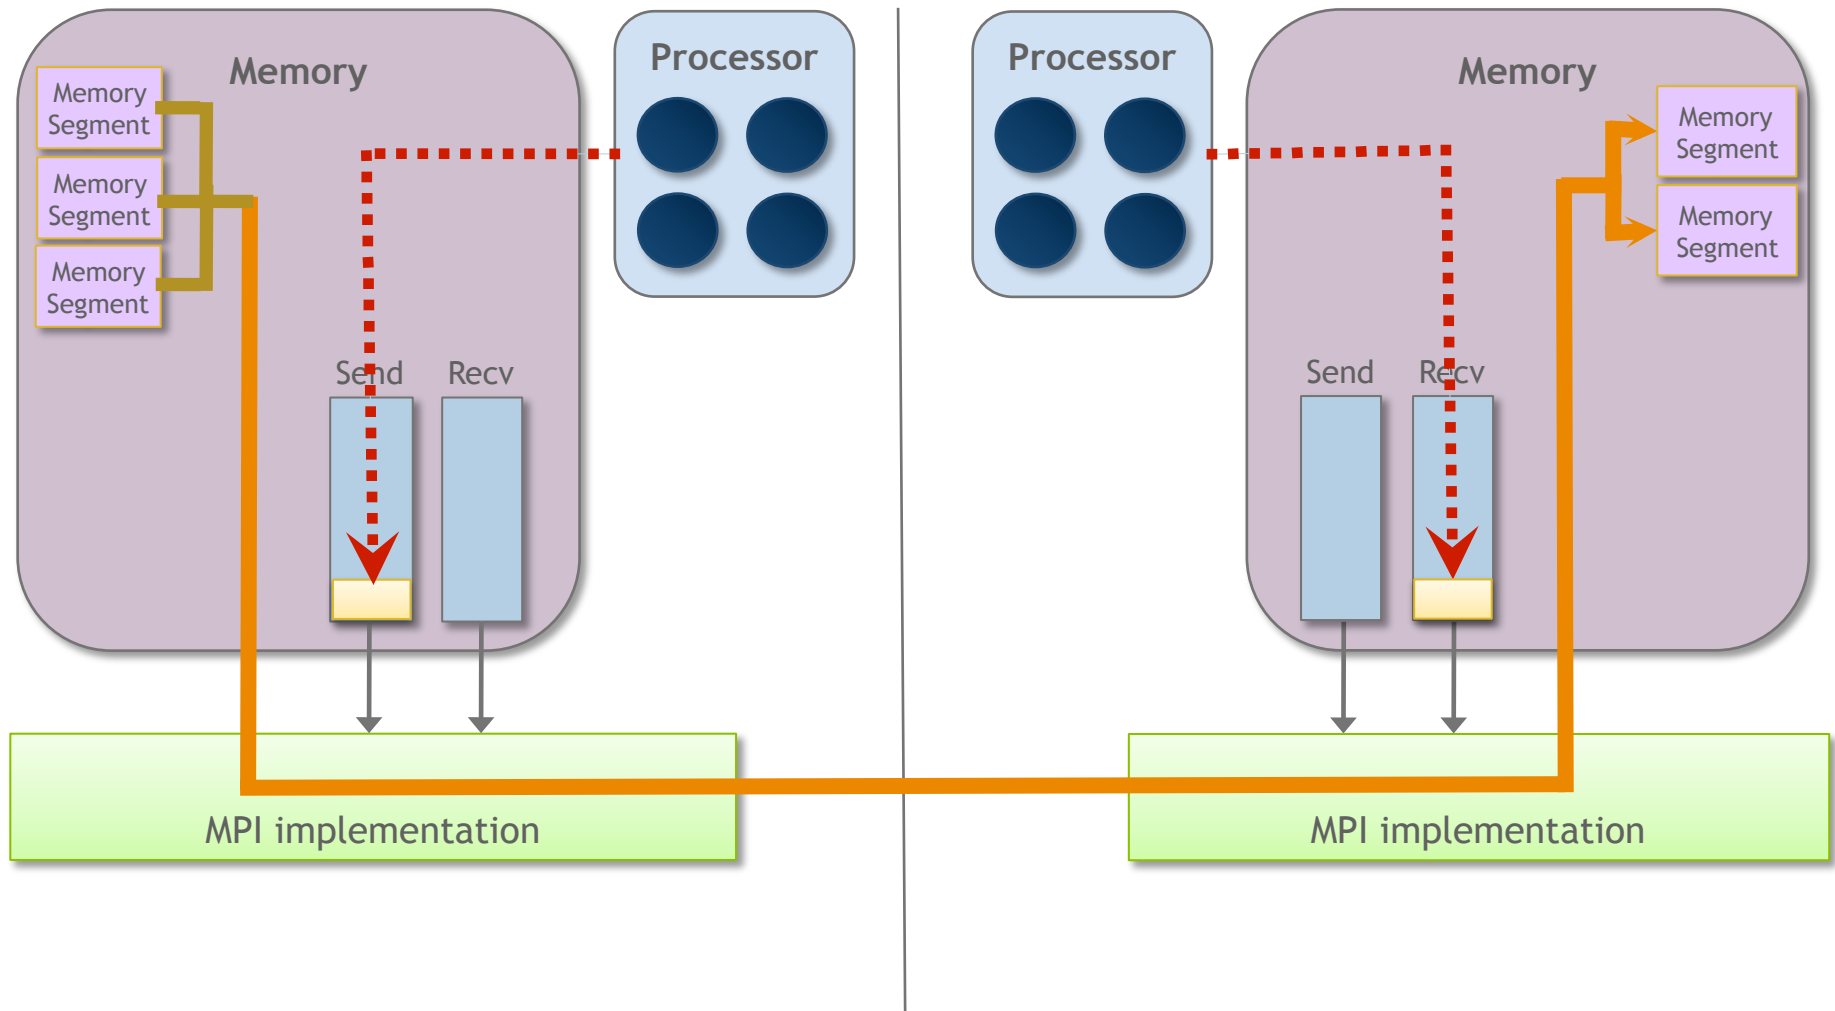 Memory
Processor
Memory
Segment
Memory
Segment
Memory
Segment
Send
Recv
MPI implementation
Processor
Memory
Memory
Segment
Memory
Segment
Send
Recv
MPI implementation